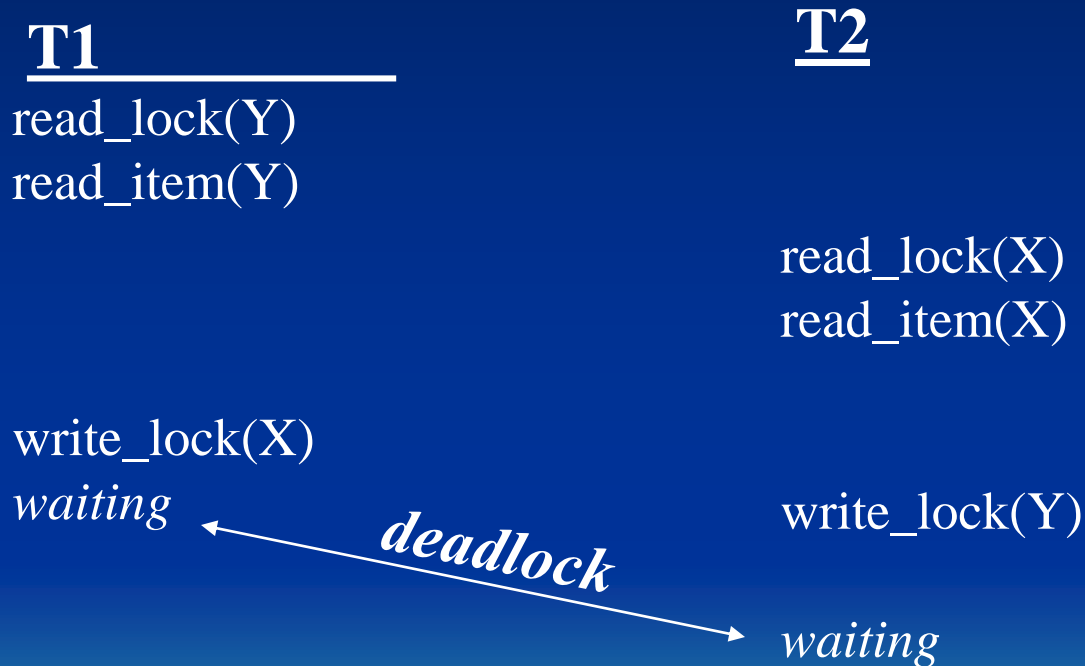 T1
T2
read_lock(Y)
read_item(Y)
read_lock(X)
read_item(X)
write_lock(X)
waiting
write_lock(Y)
deadlock
waiting